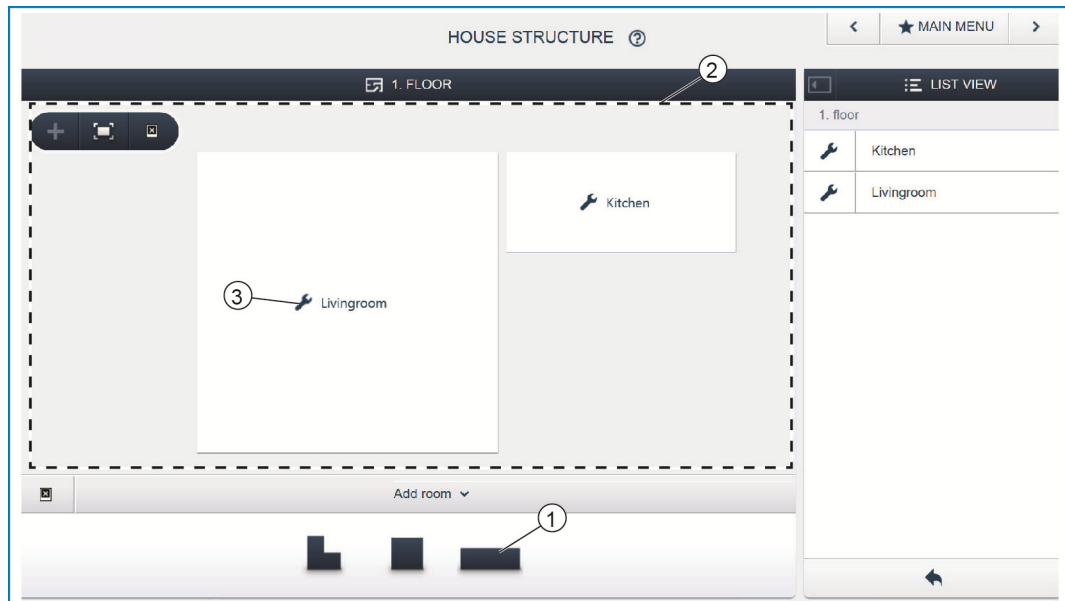 HOUSE STRUCTURE ?
MAIN MENU
2
1. FLOOR
LIST VIEW
1. floor
Kitchen
Livingroom
Kitchen
3
Livingroom
Add room
1